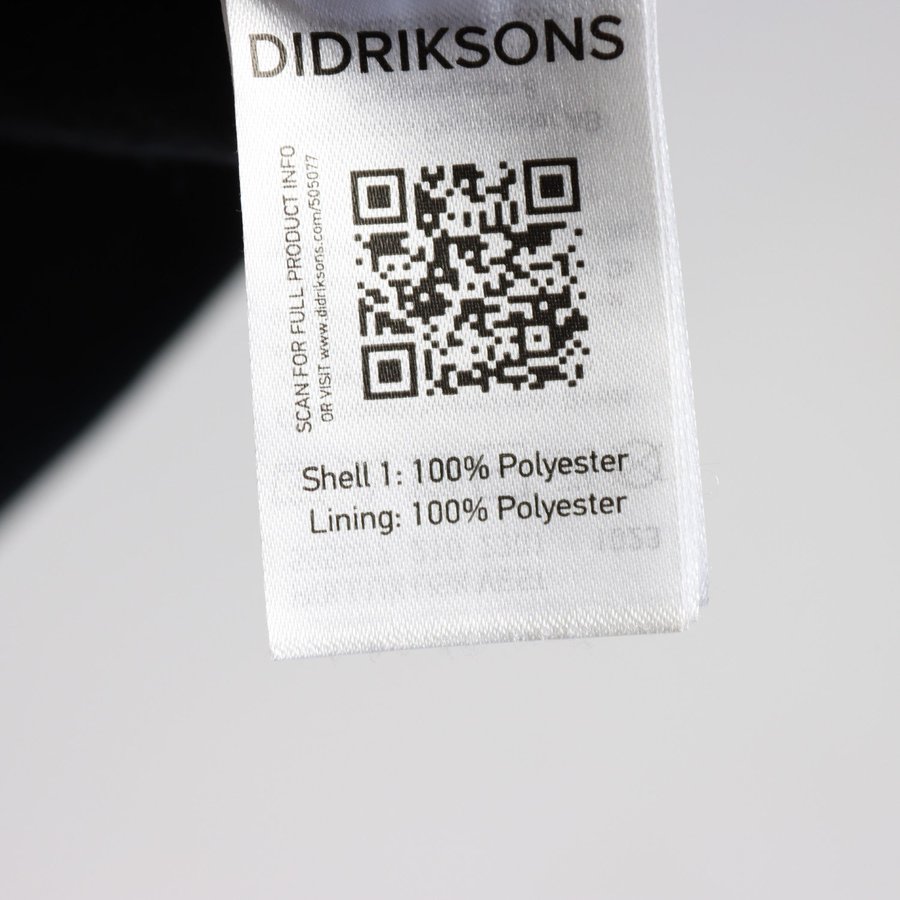 DIDRIKSONS
SCAN FOR FULL PRODUCT INFO
OR VISIT www.didriksons.com/505077
Shell 1: 100% Polyester
Lining: 100% Polyester